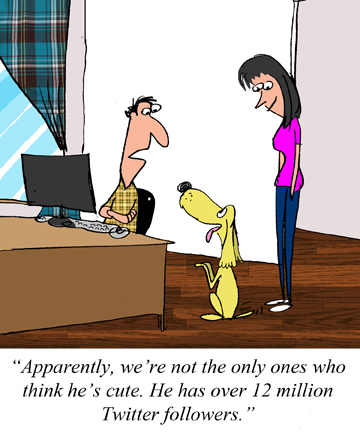 “Apparently, we’re not the only ones who
think he’s cute. He has over 12 million
Twitter followers.”